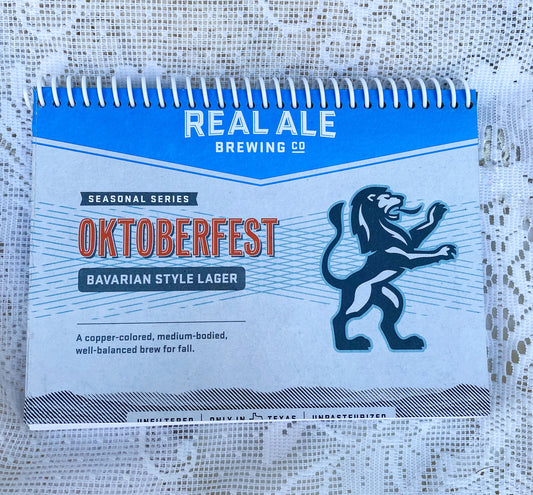 REAL ALE
BREWING CO
SEASONAL SERIES
OKTOBERFEST
BAVARIAN STYLE LAGER
A copper-colored, medium-bodied,
well-balanced brew for fall.
UNFILTERED | ONLY IN TEXAS | UNPASTEURIZED